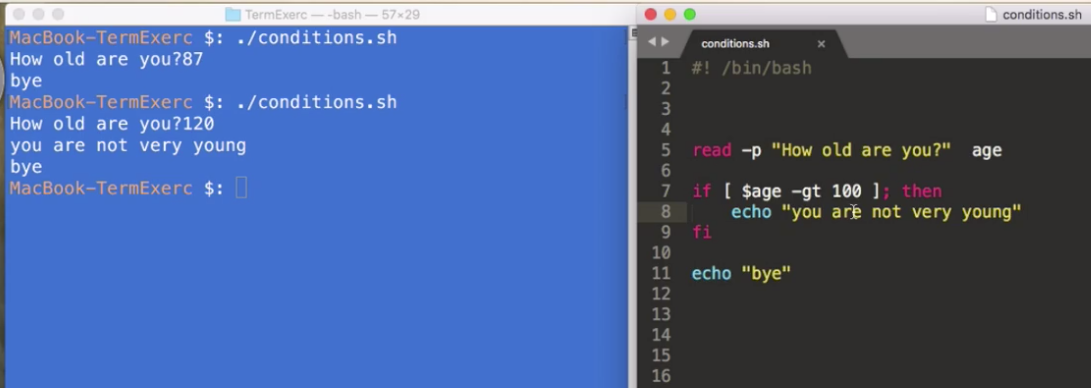 TermExerc — -bash — 57×29
MacBook-TermExerc $: ./conditions.sh
How old are you?87
bye
MacBook-TermExerc $: ./conditions.sh
How old are you?120
you are not very young
bye
MacBook-TermExerc $:
conditions.sh
conditions.sh ×
1 #! /bin/bash
2
3
4
5 read -p "How old are you?"  age
6
7 if [ $age -gt 100 ]; then
8     echo "you are not very young"
9 fi
10
11 echo "bye"
12
13
14
15
16